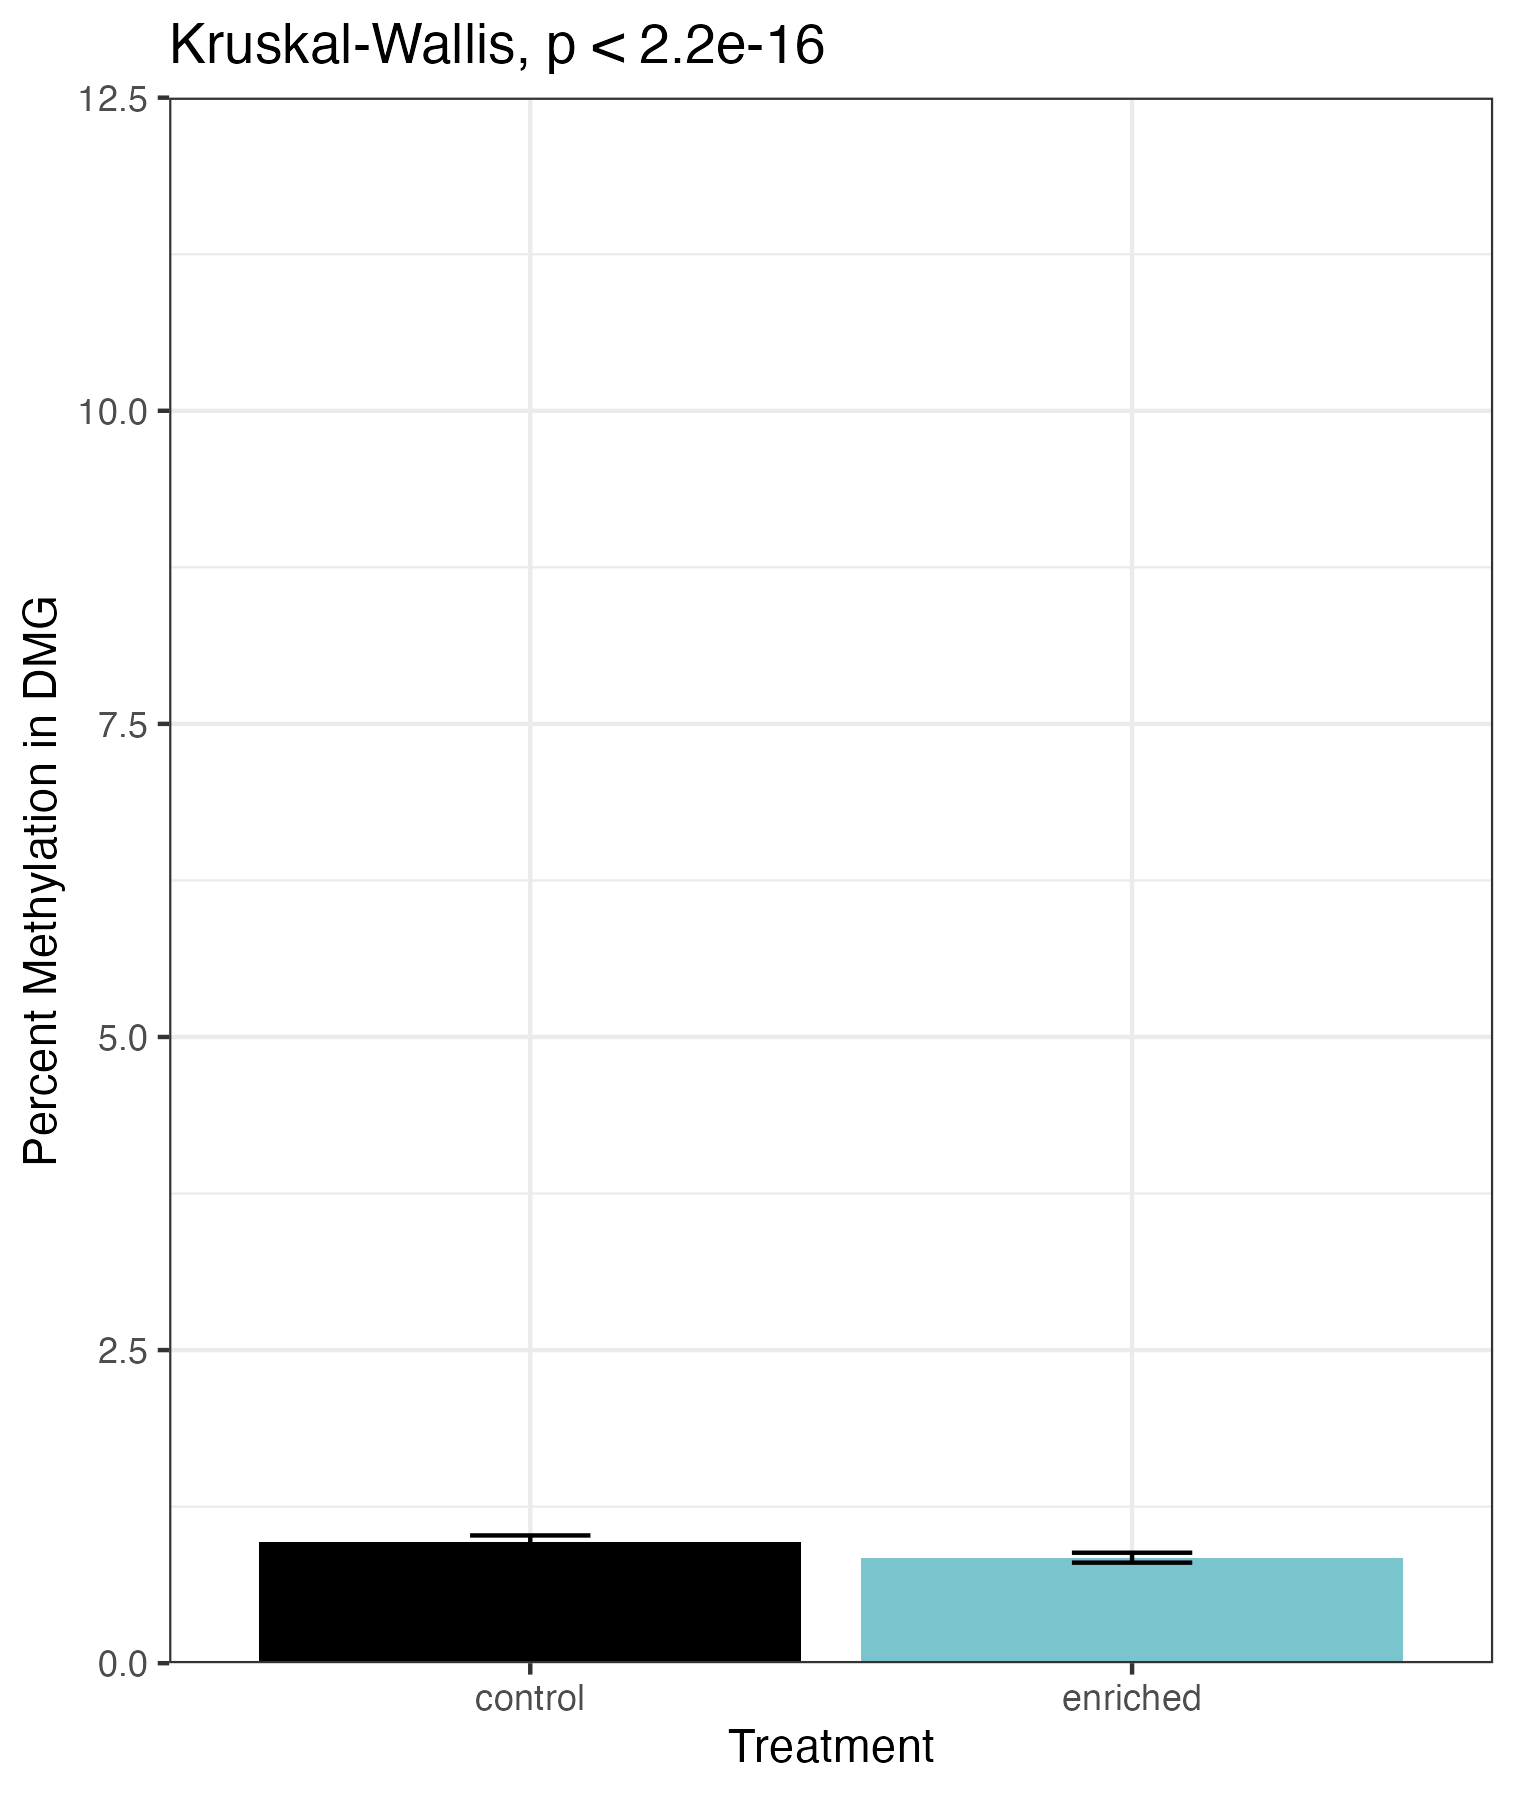 Kruskal-Wallis, p < 2.2e-16
12.5
10.0
7.5
5.0
2.5
0.0
Percent Methylation in DMG
control
enriched
Treatment